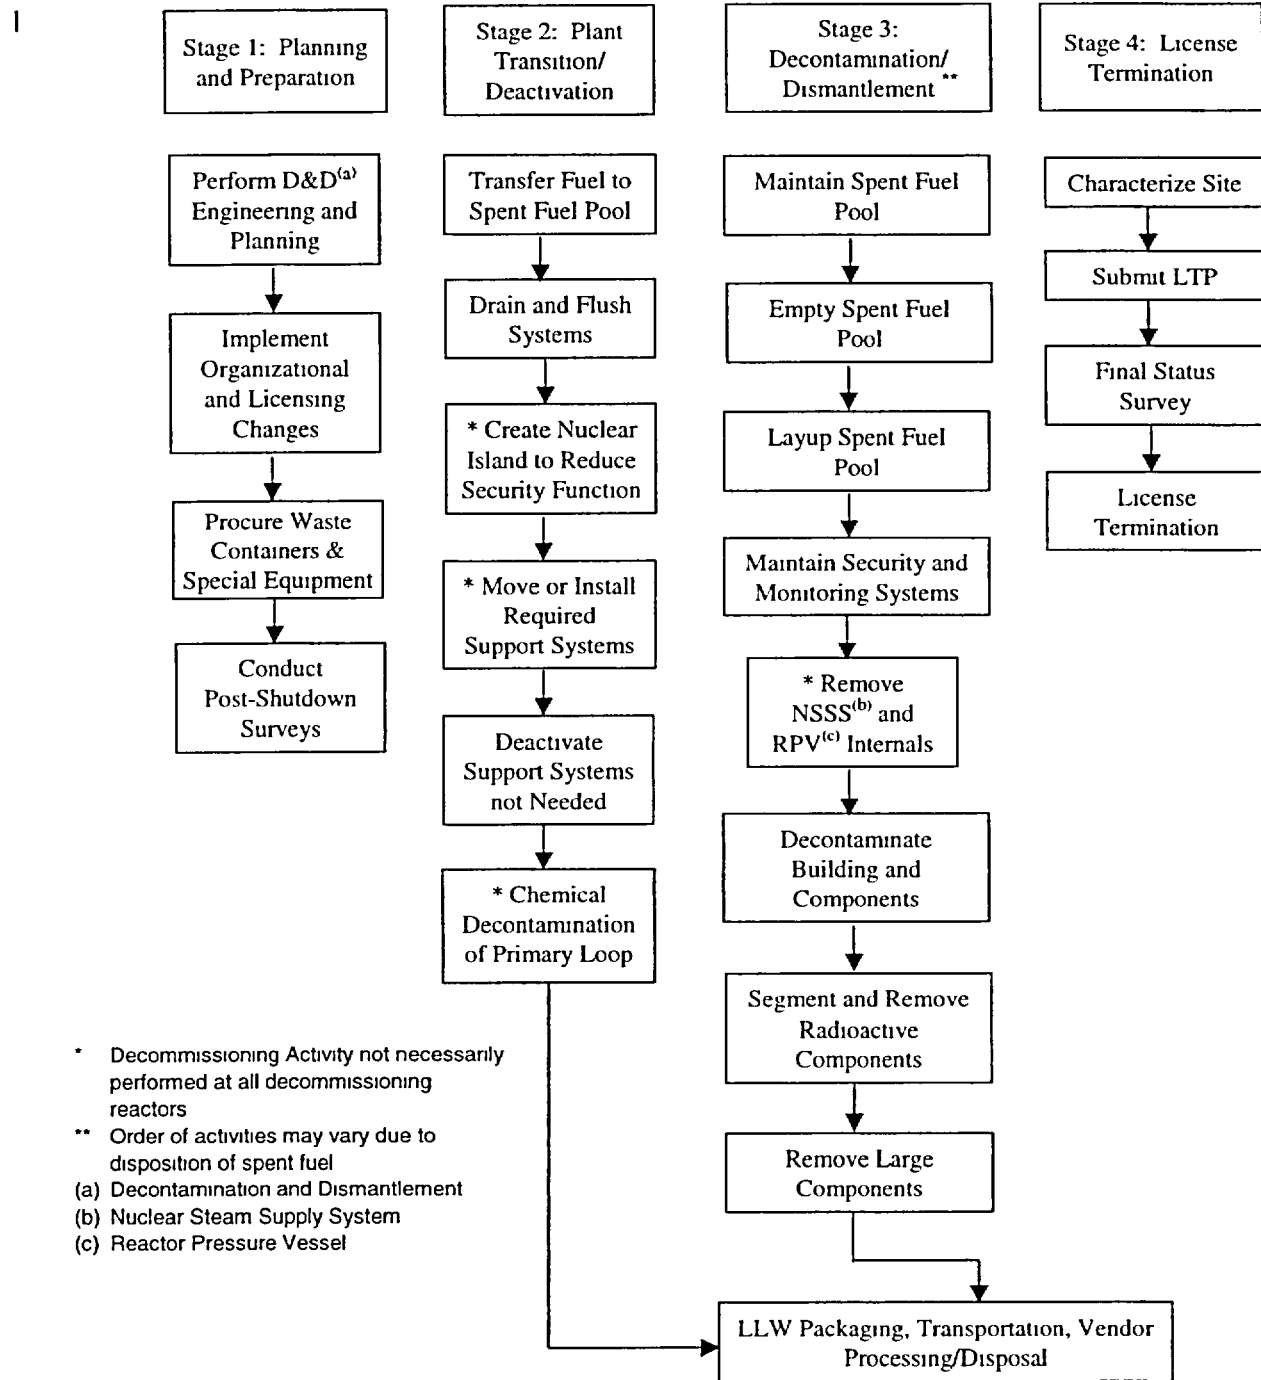 Stage 1: Planning
and Preparation
Perform D&D(a)
Engineering and
Planning
Implement
Organizational
and Licensing
Changes
Procure Waste
Containers &
Special Equipment
Conduct
Post-Shutdown
Surveys
Stage 2: Plant
Transition/
Deactivation
Transfer Fuel to
Spent Fuel Pool
Drain and Flush
Systems
* Create Nuclear
Island to Reduce
Security Function
* Move or Install
Required
Support Systems
Deactivate
Support Systems
not Needed
* Chemical
Decontamination
of Primary Loop
Stage 3:
Decontamination/
Dismantlement **
Maintain Spent Fuel
Pool
Empty Spent Fuel
Pool
Layup Spent Fuel
Pool
Maintain Security and
Monitoring Systems
* Remove
NSSS(b) and
RPV(c) Internals
Decontaminate
Building and
Components
Segment and Remove
Radioactive
Components
Remove Large
Components
LLW Packaging, Transportation, Vendor
Processing/Disposal
Stage 4: License
Termination
Characterize Site
Submit LTP
Final Status
Survey
License
Termination
* Decommissioning Activity not necessarily
performed at all decommissioning
reactors
** Order of activities may vary due to
disposition of spent fuel
(a) Decontamination and Dismantlement
(b) Nuclear Steam Supply System
(c) Reactor Pressure Vessel